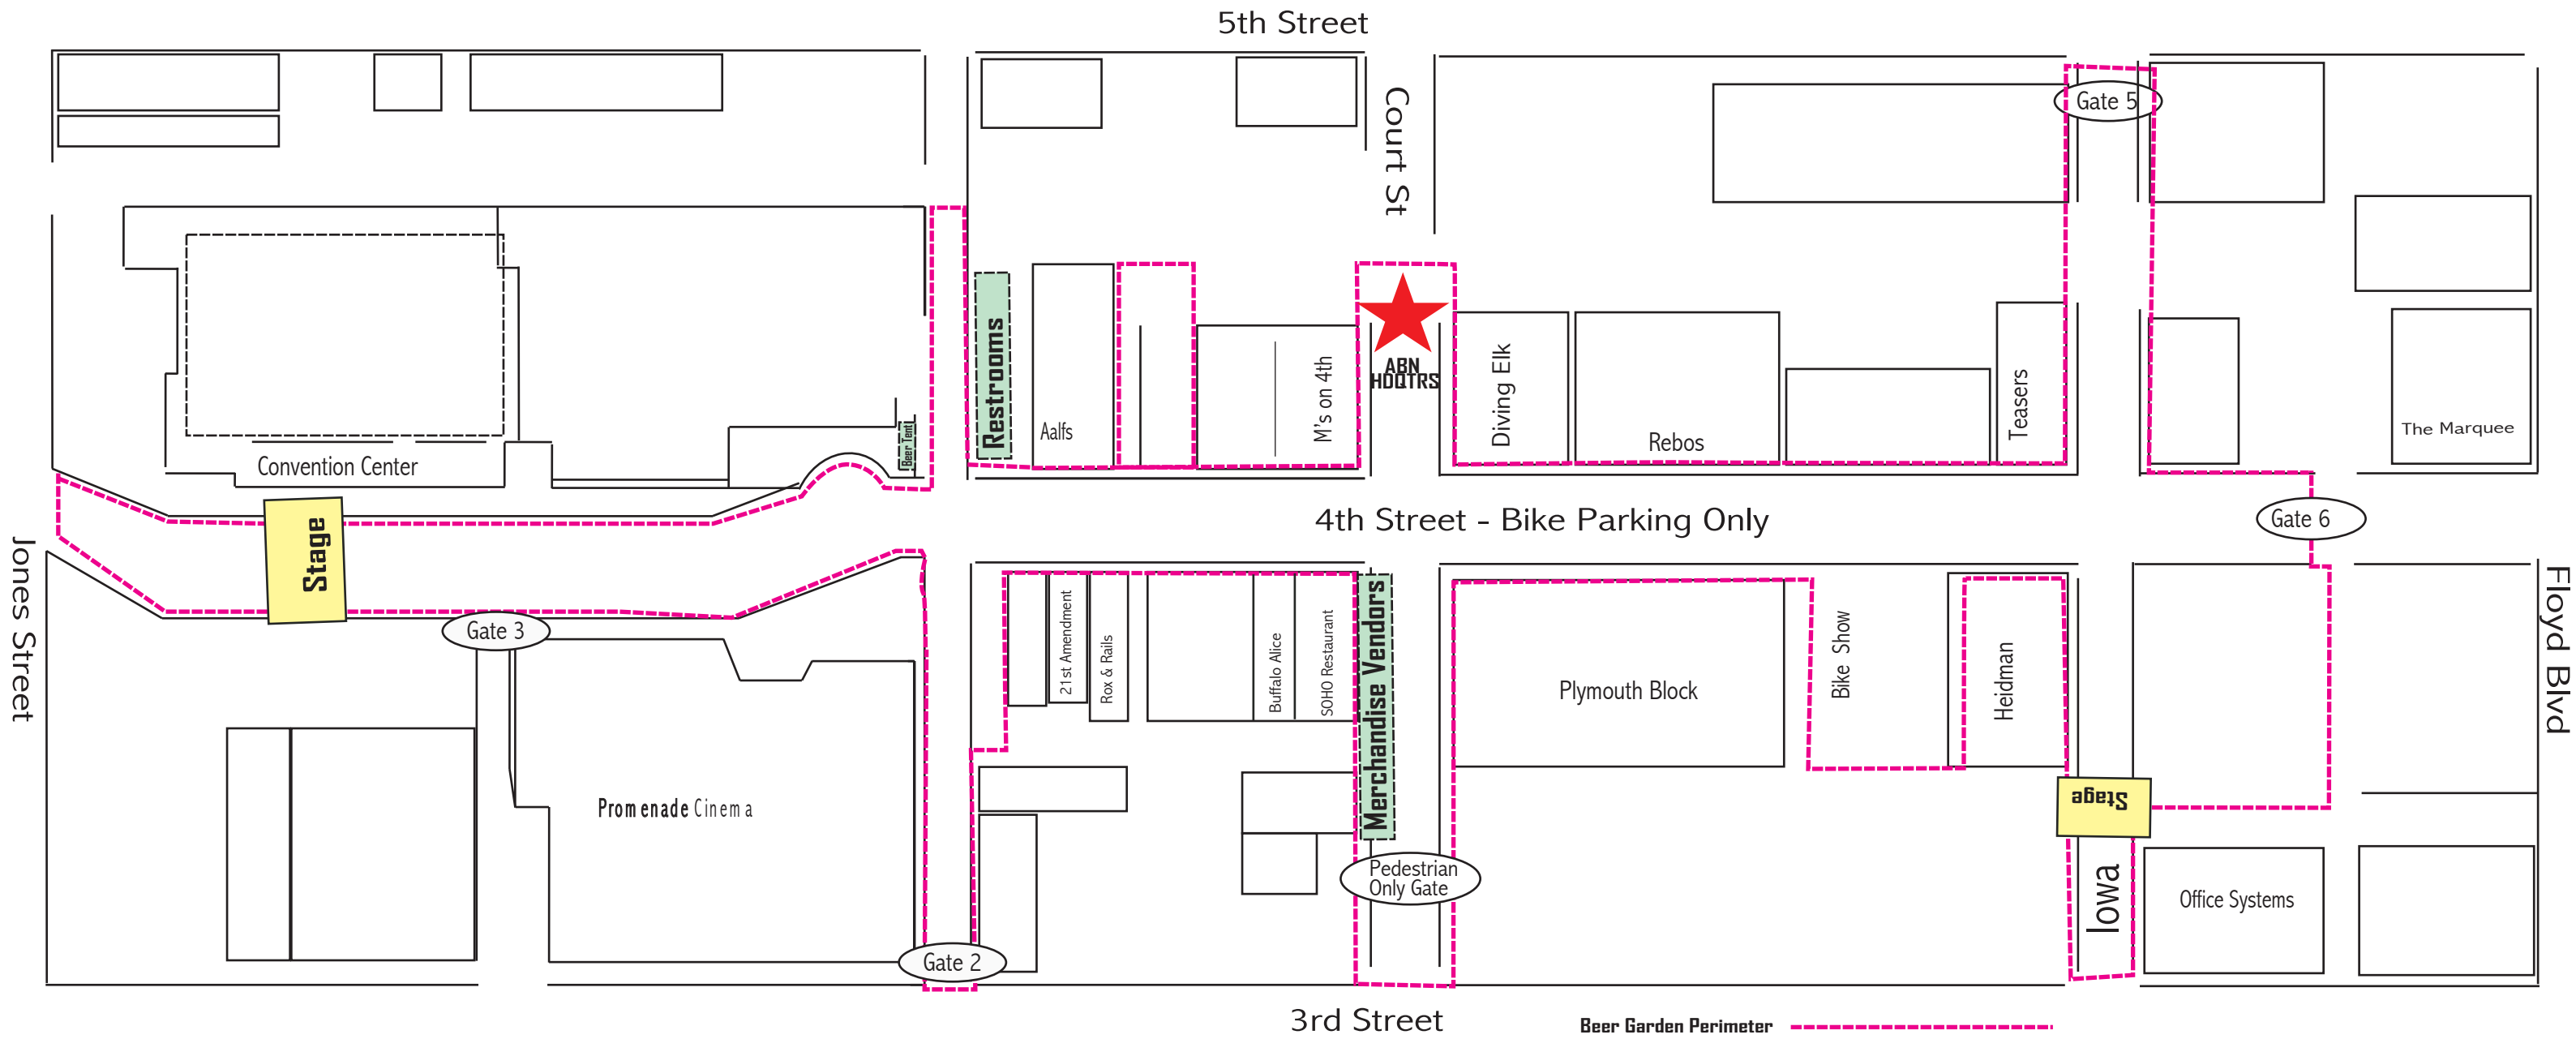 5th Street
Court St
Gate 5
Restrooms
Aalfs
M's on 4th
ABN
HDQTRS
Diving Elk
Rebos
Teasers
The Marquee
Beer Tent
Convention Center
Stage
4th Street - Bike Parking Only
Gate 6
Jones Street
Gate 3
21st Amendment
Rox & Rails
Buffalo Alice
SOHO Restaurant
Merchandise Vendors
Plymouth Block
Bike Show
Heidman
Floyd Blvd
Promenade Cinema
Stage
Pedestrian
Only Gate
Iowa
Office Systems
Gate 2
3rd Street
Beer Garden Perimeter